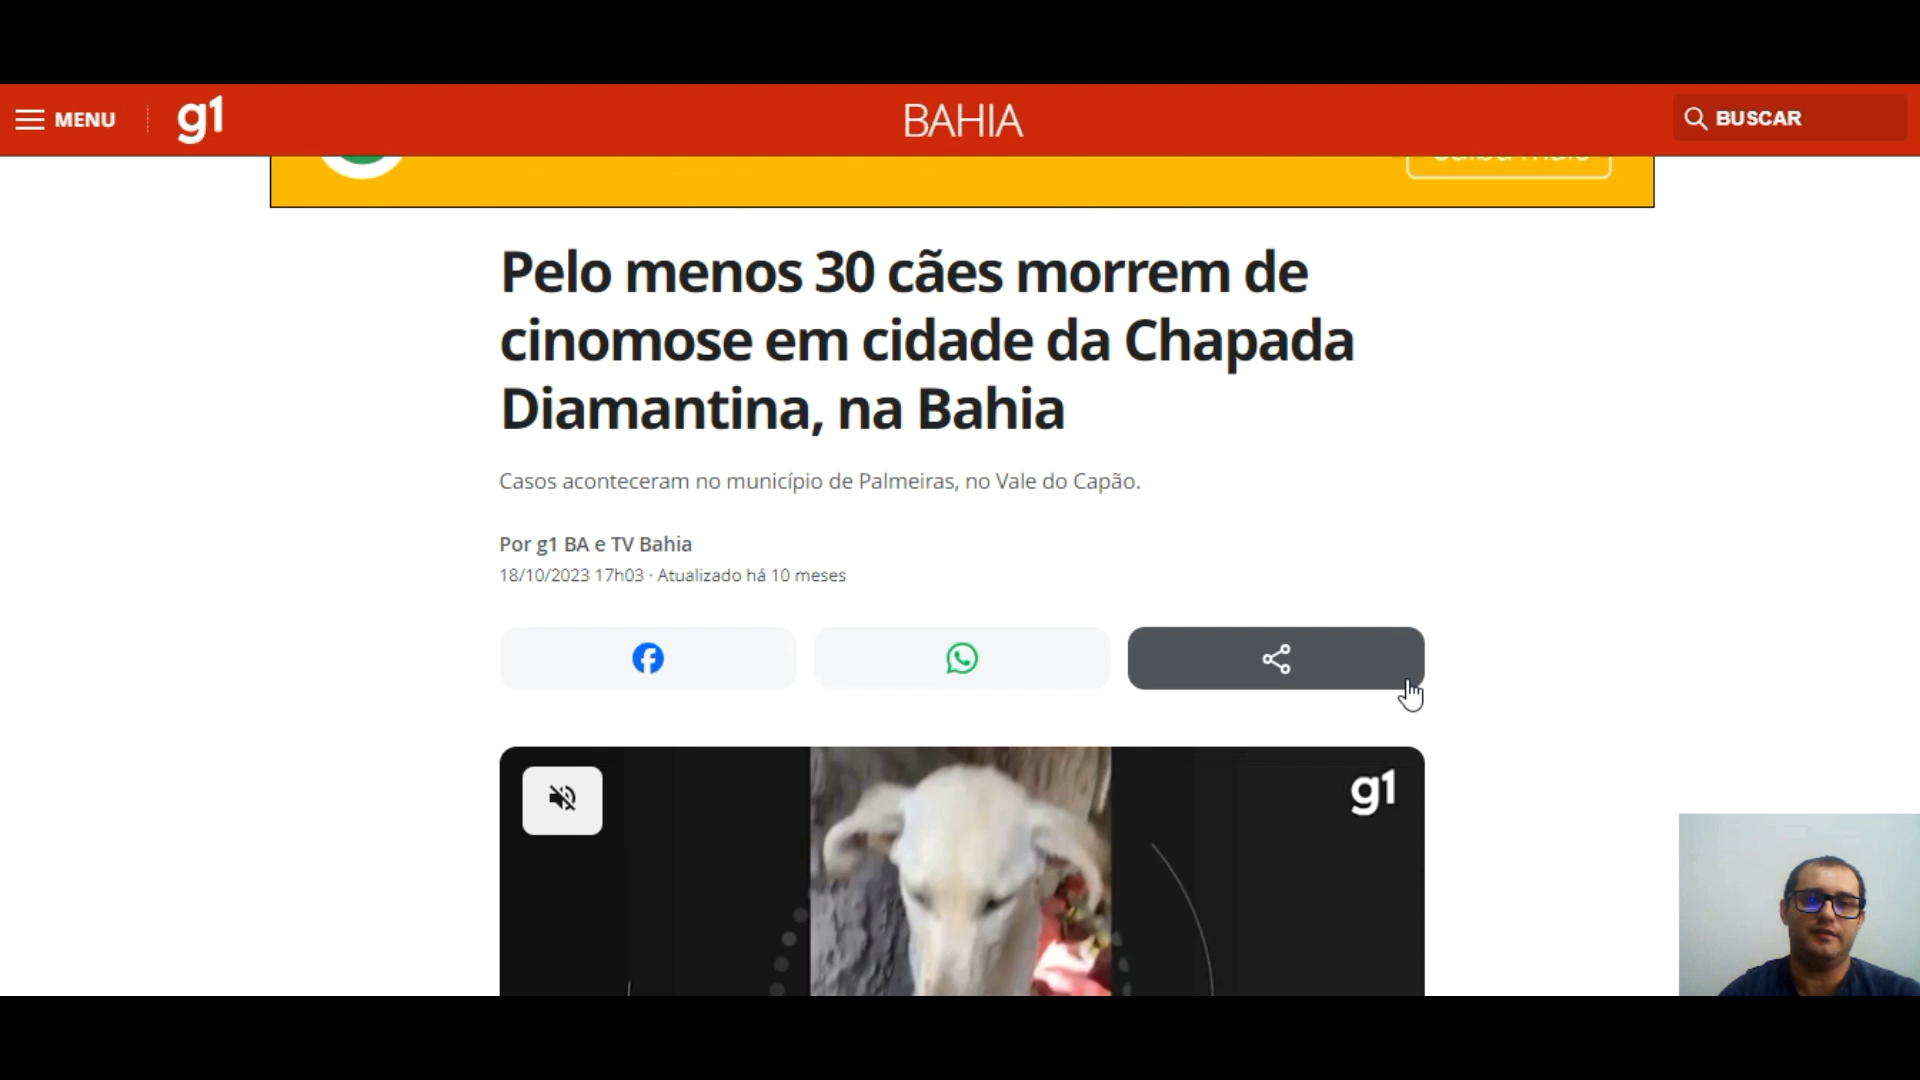 MENU
g1
BAHIA
BUSCAR
Pelo menos 30 cães morrem de
cinomose em cidade da Chapada
Diamantina, na Bahia
Casos aconteceram no município de Palmeiras, no Vale do Capão.
Por g1 BA e TV Bahia
18/10/2023 17h03 · Atualizado há 10 meses
g1